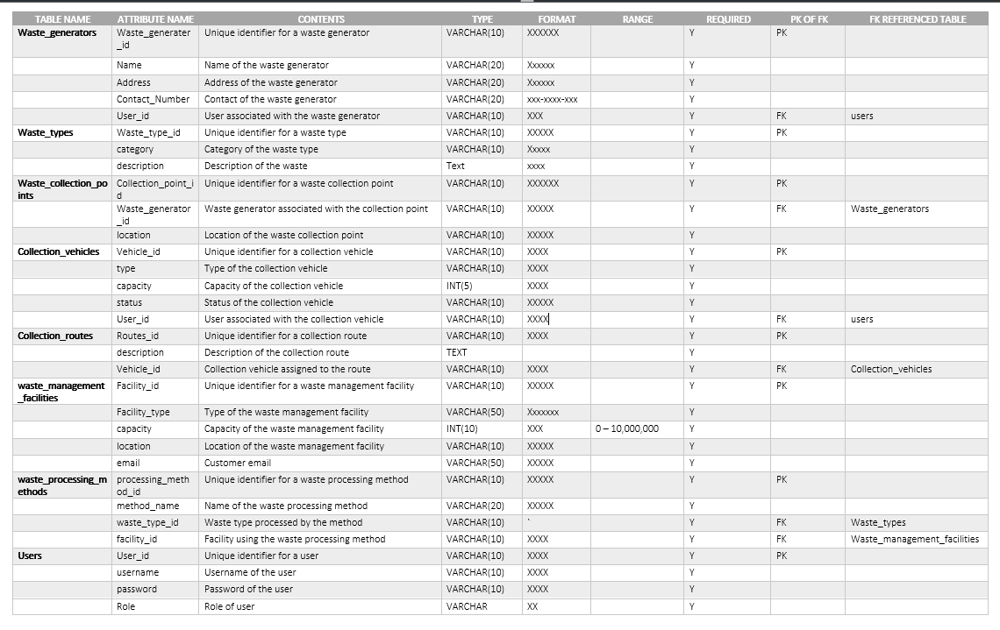 TABLE NAME ATTRIBUTE NAME CONTENTS TYPE FORMAT RANGE REQUIRED PK OF FK FK REFERENCED TABLE
Waste_generators Waste_generater Unique identifier for a waste generator VARCHAR(10) XXXXXX Y PK
_id
Name Name of the waste generator VARCHAR(20) Xxxxxx Y
Address Address of the waste generator VARCHAR(20) Xxxxxx Y
Contact_Number Contact of the waste generator VARCHAR(20) xxx-xxxx-xxx Y
User_id User associated with the waste generator VARCHAR(10) XXX Y FK users
Waste_types Waste_type_id Unique identifier for a waste type VARCHAR(10) XXXXX Y PK
category Category of the waste type VARCHAR(10) Xxxxx Y
description Description of the waste Text xxxx Y
Waste_collection_po Collection_point_i Unique identifier for a waste collection point VARCHAR(10) XXXXXX Y PK
ints d
Waste_generator Waste generator associated with the collection point VARCHAR(10) XXXXX Y FK Waste_generators
_id
location Location of the waste collection point VARCHAR(10) XXXXX Y
Collection_vehicles Vehicle_id Unique identifier for a collection vehicle VARCHAR(10) XXXX Y PK
type Type of the collection vehicle VARCHAR(10) XXXX Y
capacity Capacity of the collection vehicle INT(5) XXXX Y
status Status of the collection vehicle VARCHAR(10) XXXXX Y
User_id User associated with the collection vehicle VARCHAR(10) XXXX Y FK users
Collection_routes Routes_id Unique identifier for a collection route VARCHAR(10) XXXX Y PK
description Description of the collection route TEXT Y
Vehicle_id Collection vehicle assigned to the route VARCHAR(10) XXXX Y FK Collection_vehicles
waste_management Facility_id Unique identifier for a waste management facility VARCHAR(10) XXXXX Y PK
_facilities
Facility_type Type of the waste management facility VARCHAR(50) Xxxxxxx Y
capacity Capacity of the waste management facility INT(10) XXX 0 – 10,000,000 Y
location Location of the waste management facility VARCHAR(10) XXXXX Y
email Customer email VARCHAR(50) XXXXX Y
waste_processing_m processing_meth Unique identifier for a waste processing method VARCHAR(10) XXXXX Y PK
ethods od_id
method_name Name of the waste processing method VARCHAR(20) XXXXX Y
waste_type_id Waste type processed by the method VARCHAR(10) ` Y FK Waste_types
facility_id Facility using the waste processing method VARCHAR(10) XXXX Y FK Waste_management_facilities
Users User_id Unique identifier for a user VARCHAR(10) XXXX Y PK
username Username of the user VARCHAR(10) XXXX Y
password Password of the user VARCHAR(10) XXXX Y
Role Role of user VARCHAR XX Y